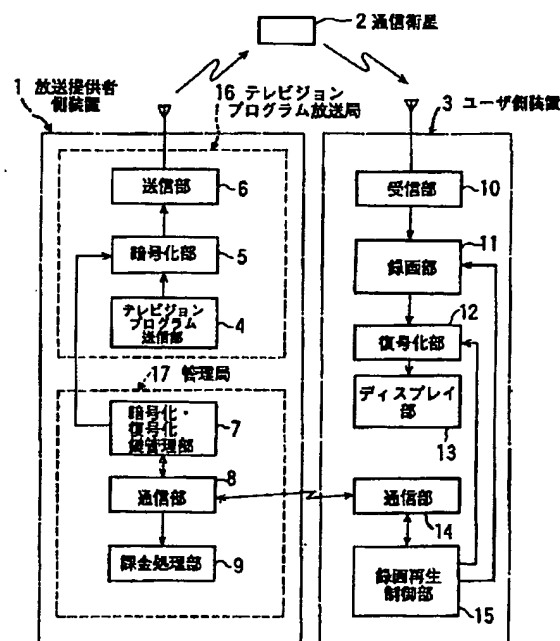 2 通信衛星
1 放送提供者
側装置
16 テレビジョン
プログラム放送局
3 ユーザ側装置
送信部
6
受信部
10
暗号化部
5
録画部
11
テレビジョン
プログラム
送信部
4
復号化部
12
ディスプレイ
部
13
17 管理局
暗号化・
復号化
鍵管理部
7
通信部
8
通信部
14
課金処理部
9
録画再生
制御部
15